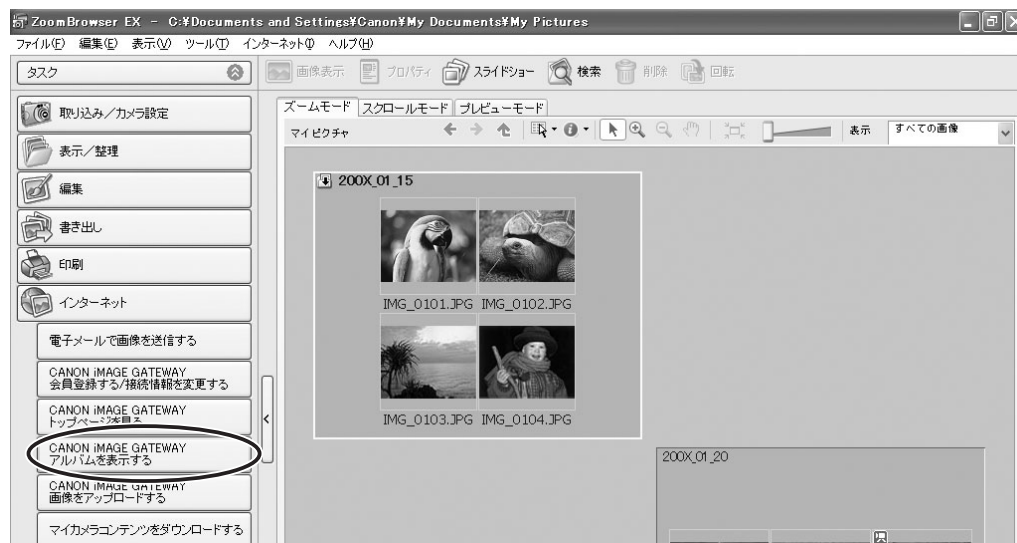 ZoomBrowser EX - C:¥Documents and Settings¥Canon¥My Documents¥My Pictures
ファイル(F) 編集(E) 表示(V) ツール(T) インターネット(I) ヘルプ(H)
タスク
画像表示 プロパティ スライドショー 検索 削除 回転
取り込み／カメラ設定
表示／整理
編集
書き出し
印刷
インターネット
電子メールで画像を送信する
CANON iMAGE GATEWAY
会員登録する/接続情報を変更する
CANON iMAGE GATEWAY
トップページを見る
CANON iMAGE GATEWAY
アルバムを表示する
CANON iMAGE GATEWAY
画像をアップロードする
マイカメラコンテンツをダウンロードする
ズームモード スクロールモード プレビューモード
マイピクチャ 表示 すべての画像
200X_01_15
IMG_0101.JPG IMG_0102.JPG
IMG_0103.JPG IMG_0104.JPG
200X_01_20